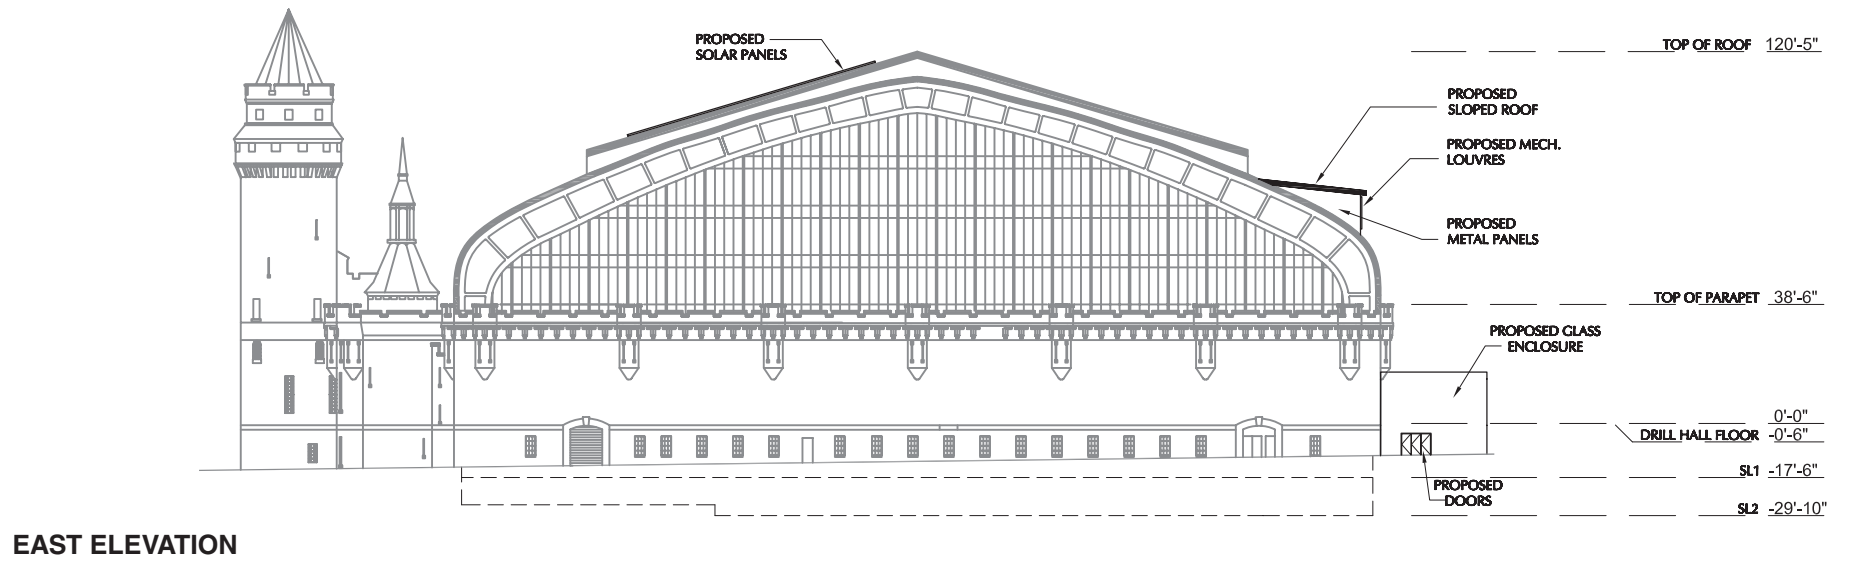 PROPOSED
SOLAR PANELS
TOP OF ROOF 120'-5"
PROPOSED
SLOPED ROOF
PROPOSED MECH.
LOUVRES
PROPOSED
METAL PANELS
TOP OF PARAPET 38'-6"
PROPOSED GLASS
ENCLOSURE
0'-0"
DRILL HALL FLOOR -0'-6"
SL1 -17'-6"
PROPOSED
DOORS
SL2 -29'-10"
EAST ELEVATION